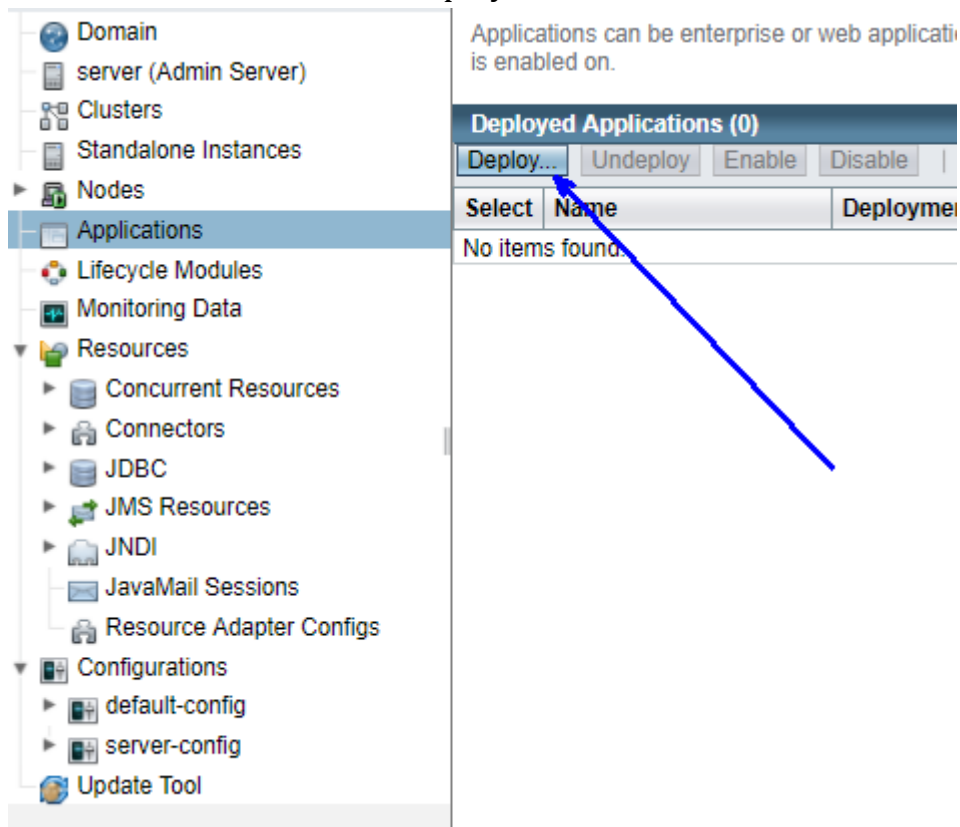 Domain
server (Admin Server)
Clusters
Standalone Instances
Nodes
Applications
Lifecycle Modules
Monitoring Data
Resources
Concurrent Resources
Connectors
JDBC
JMS Resources
JNDI
JavaMail Sessions
Resource Adapter Configs
Configurations
default-config
server-config
Update Tool
Applications can be enterprise or web
is enabled on.
Deployed Applications (0)
Deploy... Undeploy Enable Disable |
Select Name
No items found.